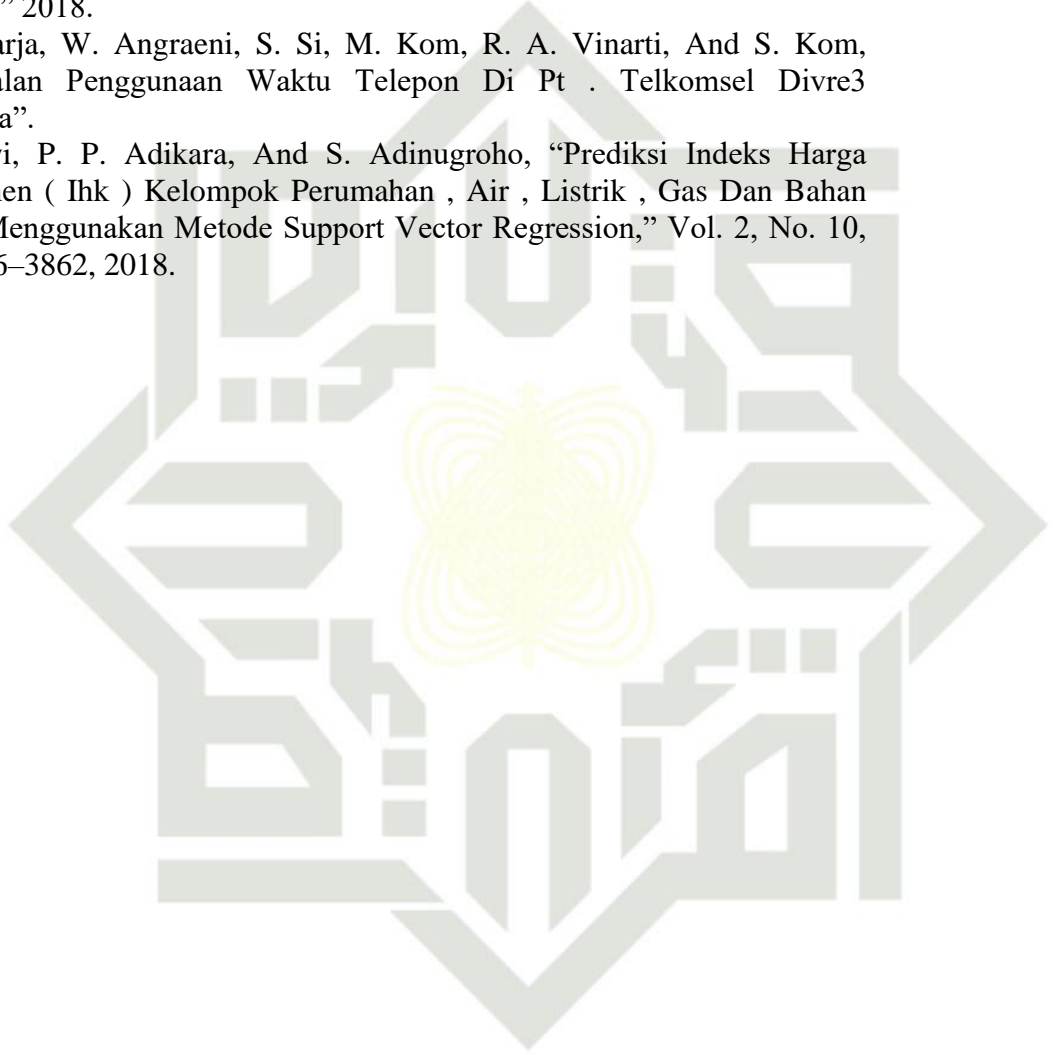 ” 2018.
arja, W. Angraeni, S. Si, M. Kom, R. A. Vinarti, And S. Kom,
alan Penggunaan Waktu Telepon Di Pt . Telkomsel Divre3
a”.
i, P. P. Adikara, And S. Adinugroho, “Prediksi Indeks Harga
en ( Ihk ) Kelompok Perumahan , Air , Listrik , Gas Dan Bahan
Menggunakan Metode Support Vector Regression,” Vol. 2, No. 10,
6–3862, 2018.